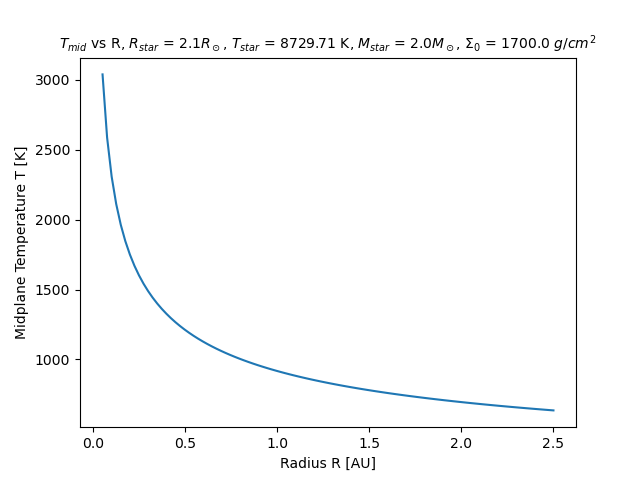 T_mid vs R, R_star = 2.1R_⊙, T_star = 8729.71 K, M_star = 2.0M_⊙, Σ_0 = 1700.0 g/cm^2
3000
2500
2000
1500
1000
Midplane Temperature T [K]
0.0 0.5 1.0 1.5 2.0 2.5
Radius R [AU]